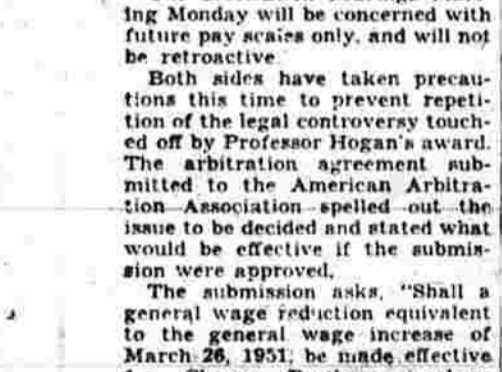 ing Monday will be concerned with
future pay scales only, and will not
be retroactive
Both sides have taken precau-
tions this time to prevent repeti-
tion of the legal controversy touch-
ed off by Professor Hogan's award.
The arbitration agreement sub-
mitted to the American Arbitra-
tion Association spelled out the
issue to be decided and stated what
would be effective if the submis-
sion were approved.
The submission asks, "Shall a
general wage reduction equivalent
to the general wage increase of
March 26, 1951, be made effective